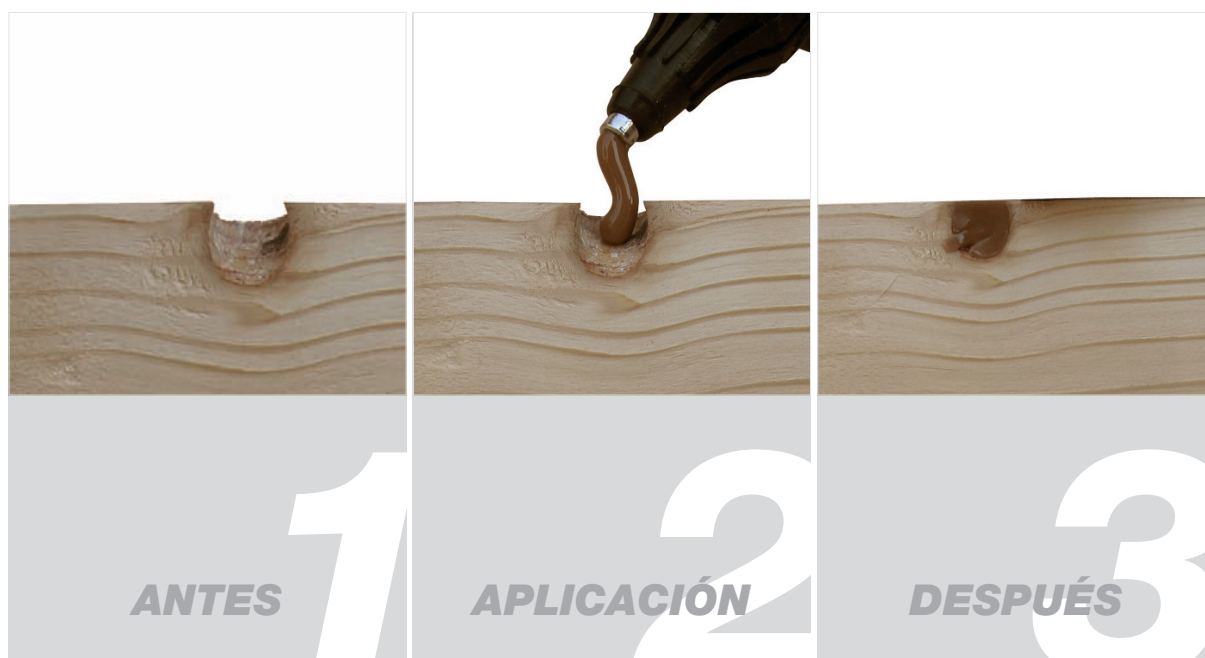 1
ANTES
2
APLICACIÓN
3
DESPUÉS